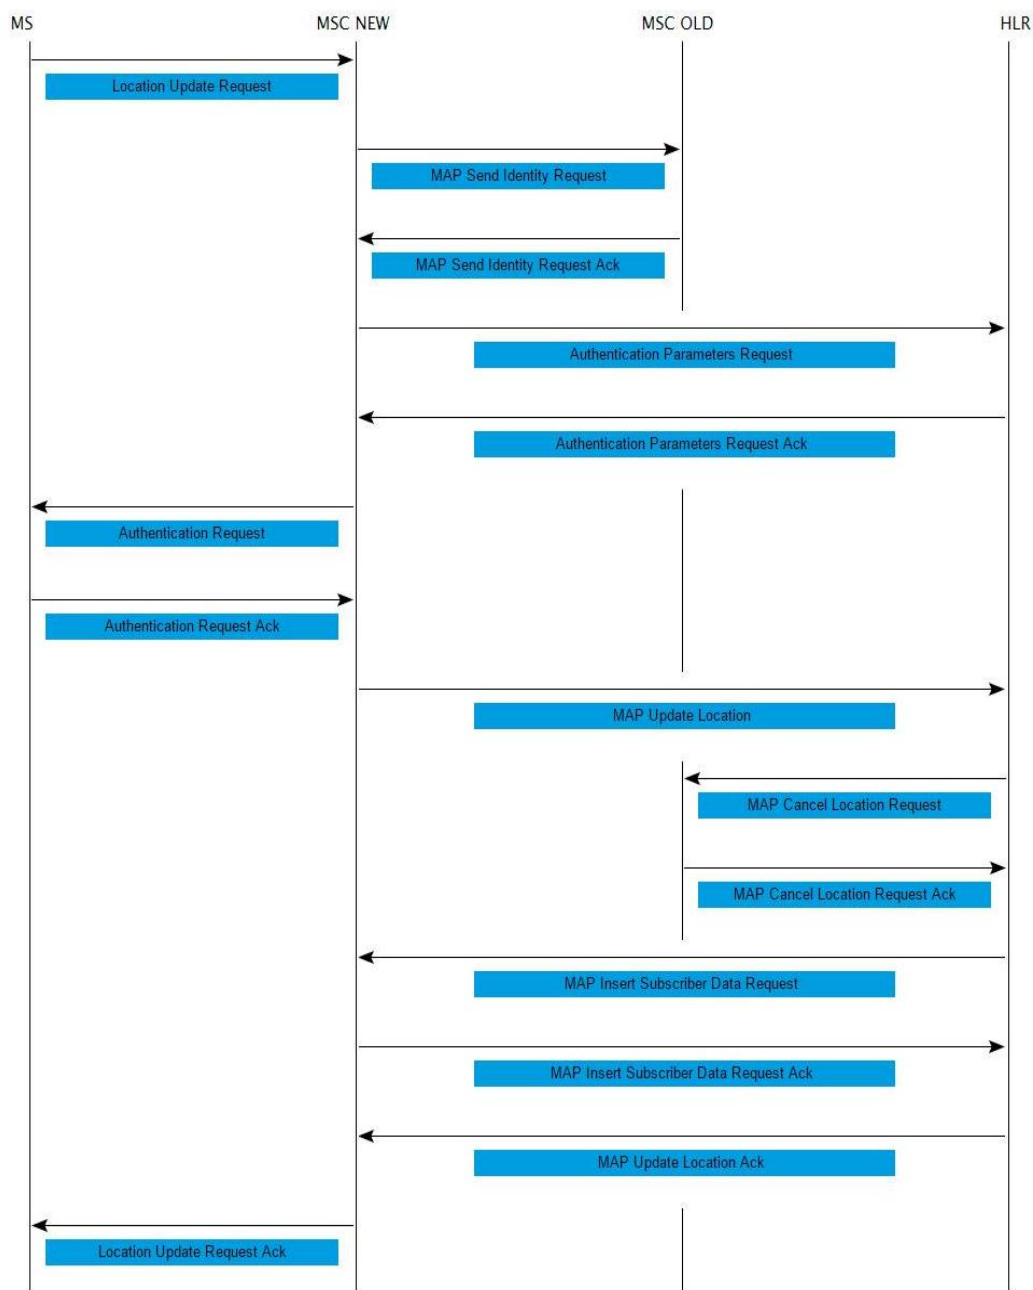 MS MSC NEW MSC OLD HLR
Location Update Request
MAP Send Identity Request
MAP Send Identity Request Ack
Authentication Parameters Request
Authentication Parameters Request Ack
Authentication Request
Authentication Request Ack
MAP Update Location
MAP Cancel Location Request
MAP Cancel Location Request Ack
MAP Insert Subscriber Data Request
MAP Insert Subscriber Data Request Ack
MAP Update Location Ack
Location Update Request Ack